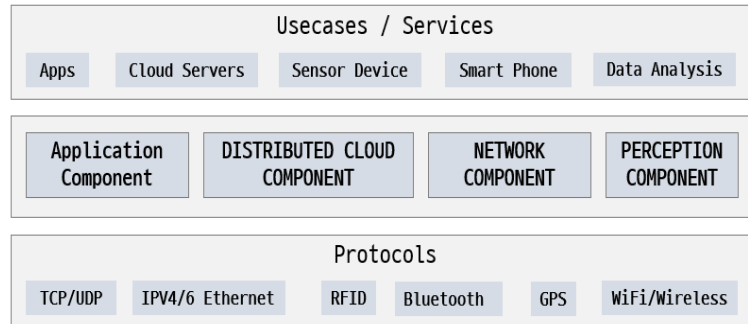 Usecases / Services
Apps Cloud Servers Sensor Device Smart Phone Data Analysis
Application Component
DISTRIBUTED CLOUD COMPONENT
NETWORK COMPONENT
PERCEPTION COMPONENT
Protocols
TCP/UDP IPV4/6 Ethernet RFID Bluetooth GPS WiFi/Wireless